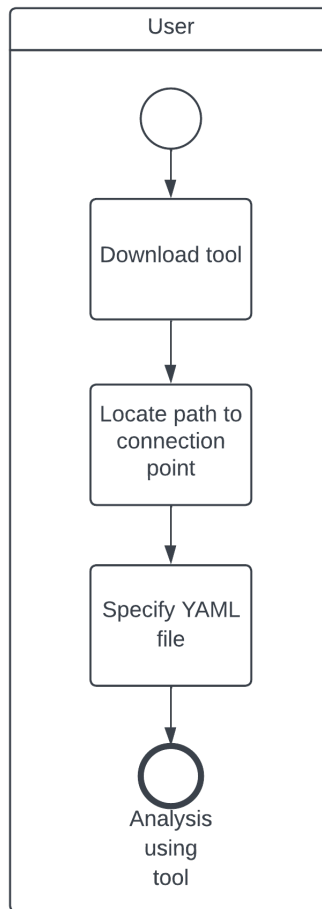 User
Download tool
Locate path to
connection
point
Specify YAML
file
Analysis
using
tool